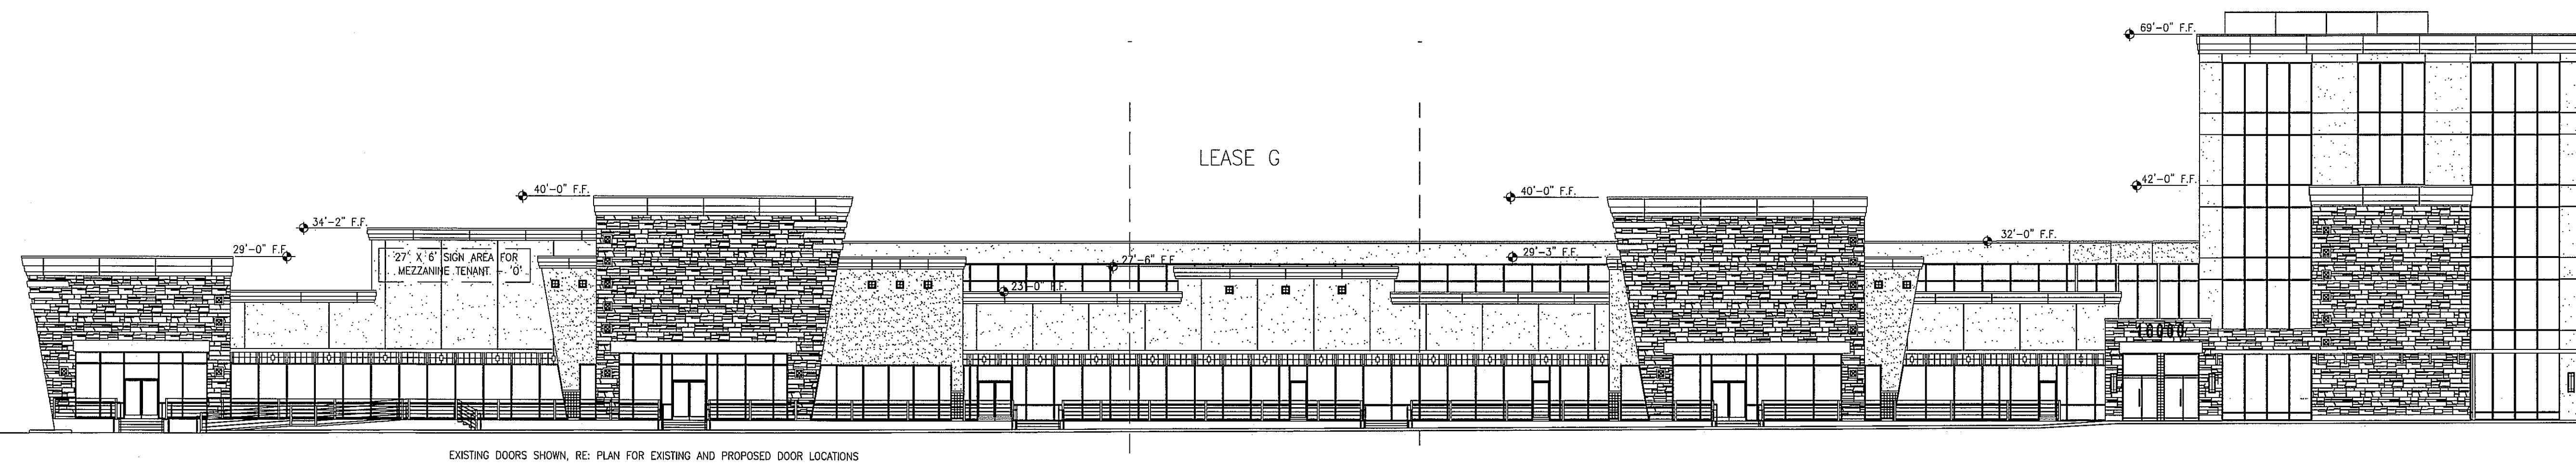 69'-0" F.F.
LEASE G
42'-0" F.F.
40'-0" F.F.
40'-0" F.F.
34'-2" F.F.
32'-0" F.F.
29'-0" F.F.
27' X 6' SIGN AREA FOR
MEZZANINE TENANT - 'O'
27'-6" F.F.
29'-3" F.F.
23'-0" F.F.
10000
EXISTING DOORS SHOWN, RE: PLAN FOR EXISTING AND PROPOSED DOOR LOCATIONS